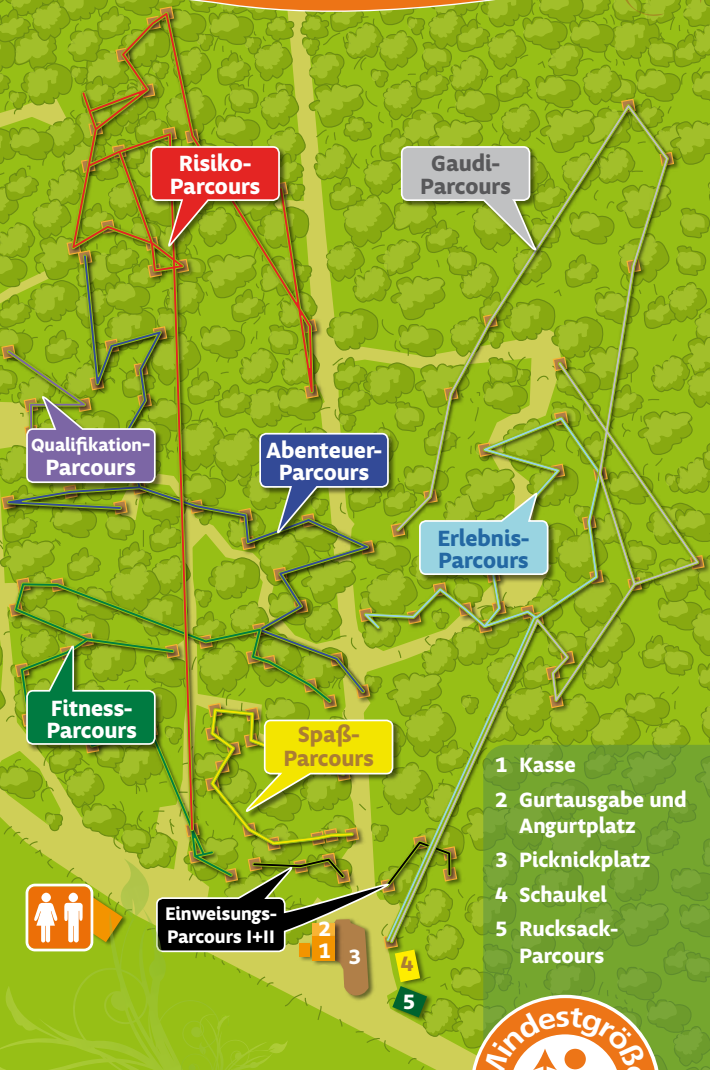 Risiko-
Parcours
Gaudi-
Parcours
Qualifikation-
Parcours
Abenteuer-
Parcours
Erlebnis-
Parcours
Fitness-
Parcours
Spaß-
Parcours
Einweisungs-
Parcours I+II
2
1
3
4
5
1 Kasse
2 Gurtausgabe und
Angurtplatz
3 Picknickplatz
4 Schaukel
5 Rucksack-
Parcours
Mindestgröße